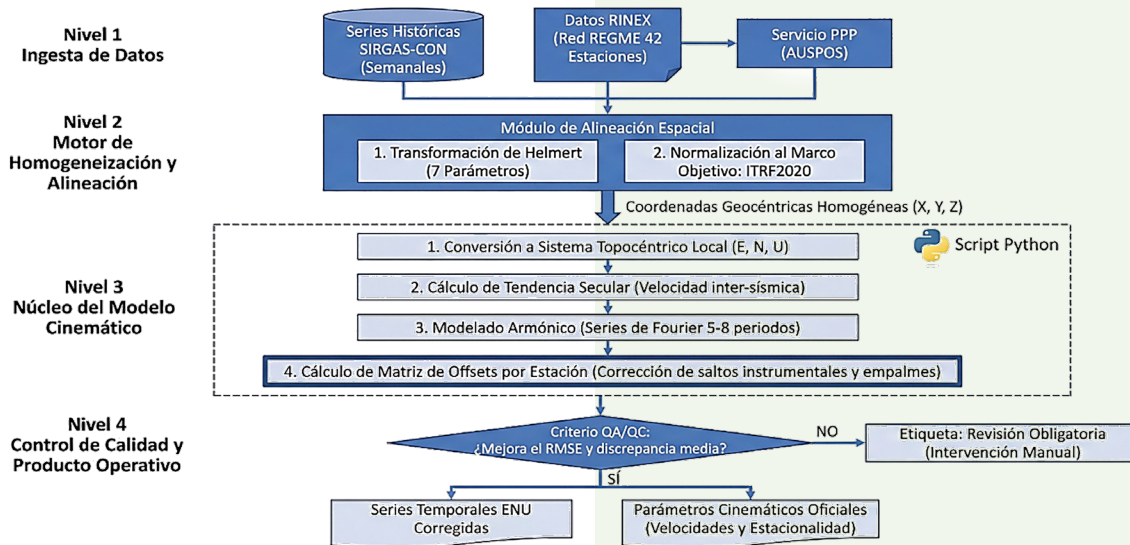 Nivel 1
Ingesta de Datos
Series Históricas
SIRGAS-CON
(Semanales)
Datos RINEX
(Red REGME 42
Estaciones)
Servicio PPP
(AUSPOS)
Nivel 2
Motor de
Homogeneización y
Alineación
Módulo de Alineación Espacial
1. Transformación de Helmert
(7 Parámetros)
2. Normalización al Marco
Objetivo: ITRF2020
Coordenadas Geocéntricas Homogéneas (X, Y, Z)
Script Python
Nivel 3
Núcleo del Modelo
Cinemático
1. Conversión a Sistema Topocéntrico Local (E, N, U)
2. Cálculo de Tendencia Secular (Velocidad inter-sísmica)
3. Modelado Armónico (Series de Fourier 5-8 periodos)
4. Cálculo de Matriz de Offsets por Estación (Corrección de saltos instrumentales y empalmes)
Nivel 4
Control de Calidad y
Producto Operativo
Criterio QA/QC:
¿Mejora el RMSE y discrepancia media?
NO
Etiqueta: Revisión Obligatoria
(Intervención Manual)
SÍ
Series Temporales ENU
Corregidas
Parámetros Cinemáticos Oficiales
(Velocidades y Estacionalidad)